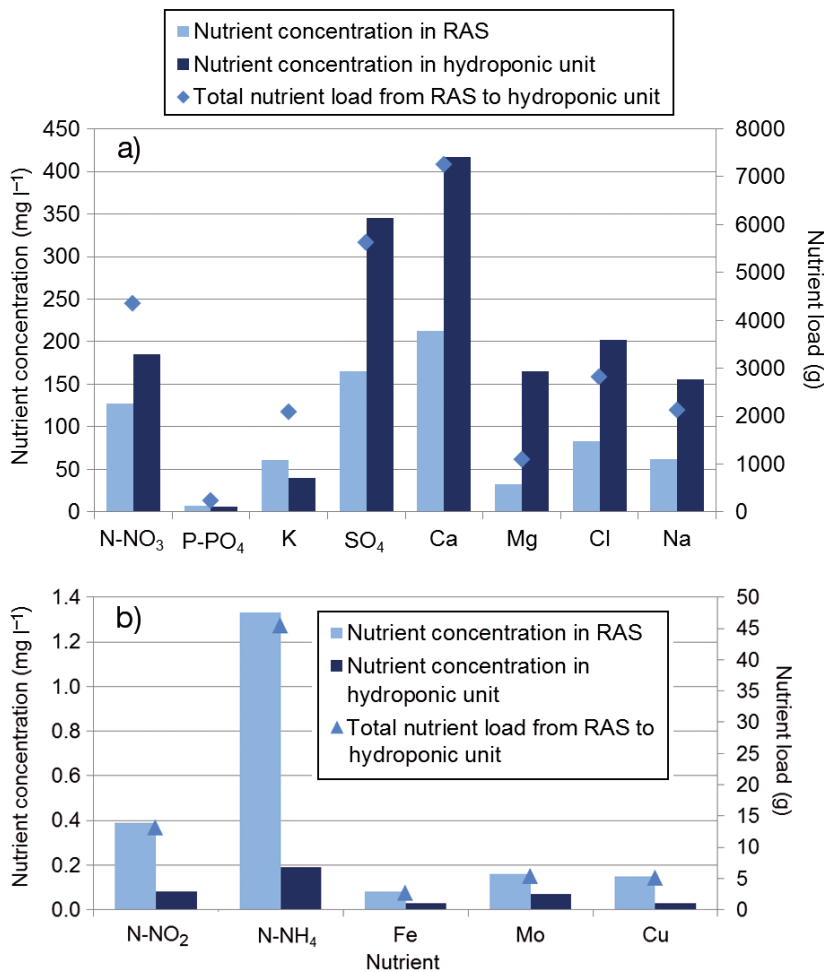 Nutrient concentration in RAS
Nutrient concentration in hydroponic unit
Total nutrient load from RAS to hydroponic unit
a)
Nutrient concentration (mg l⁻¹)
450
400
350
300
250
200
150
100
50
0
8000
7000
6000
5000
4000
3000
2000
1000
0
Nutrient load (g)
N-NO₃ P-PO₄ K SO₄ Ca Mg Cl Na
b)
Nutrient concentration (mg l⁻¹)
1.4
1.2
1.0
0.8
0.6
0.4
0.2
0.0
Nutrient concentration in RAS
Nutrient concentration in
hydroponic unit
Total nutrient load from RAS to
hydroponic unit
50
45
40
35
30
25
20
15
10
5
0
Nutrient load (g)
N-NO₂ N-NH₄ Fe Mo Cu
Nutrient